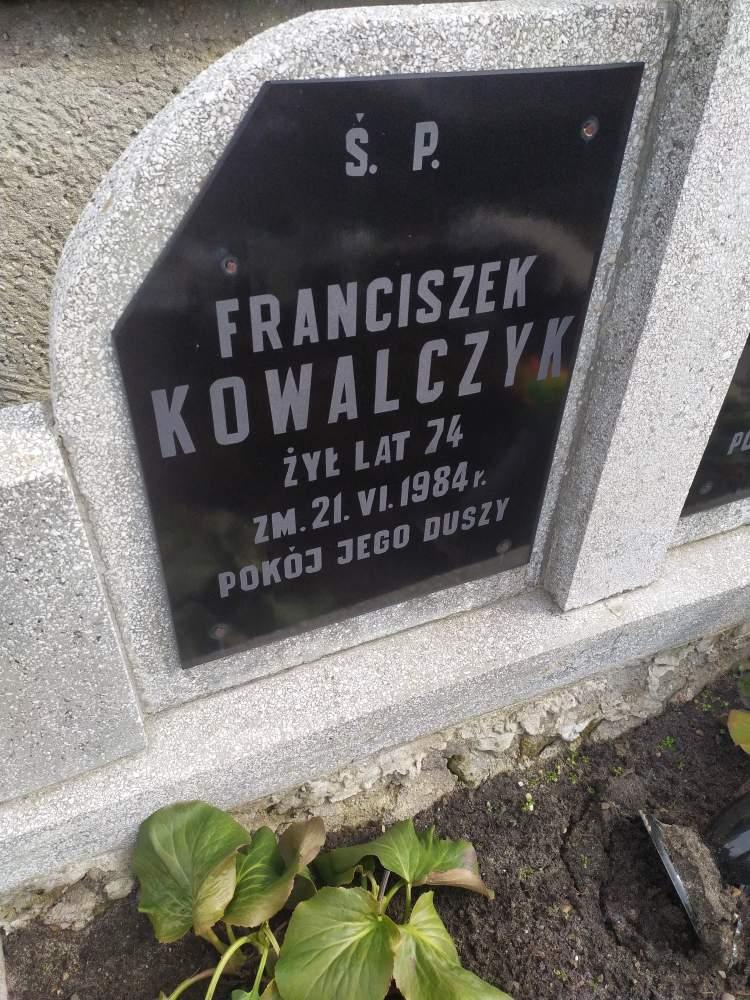 Ś. P.
FRANCISZEK
KOWALCZYK
ŻYŁ LAT 74
ZM. 21. VI. 1984 r.
POKÓJ JEGO DUSZY